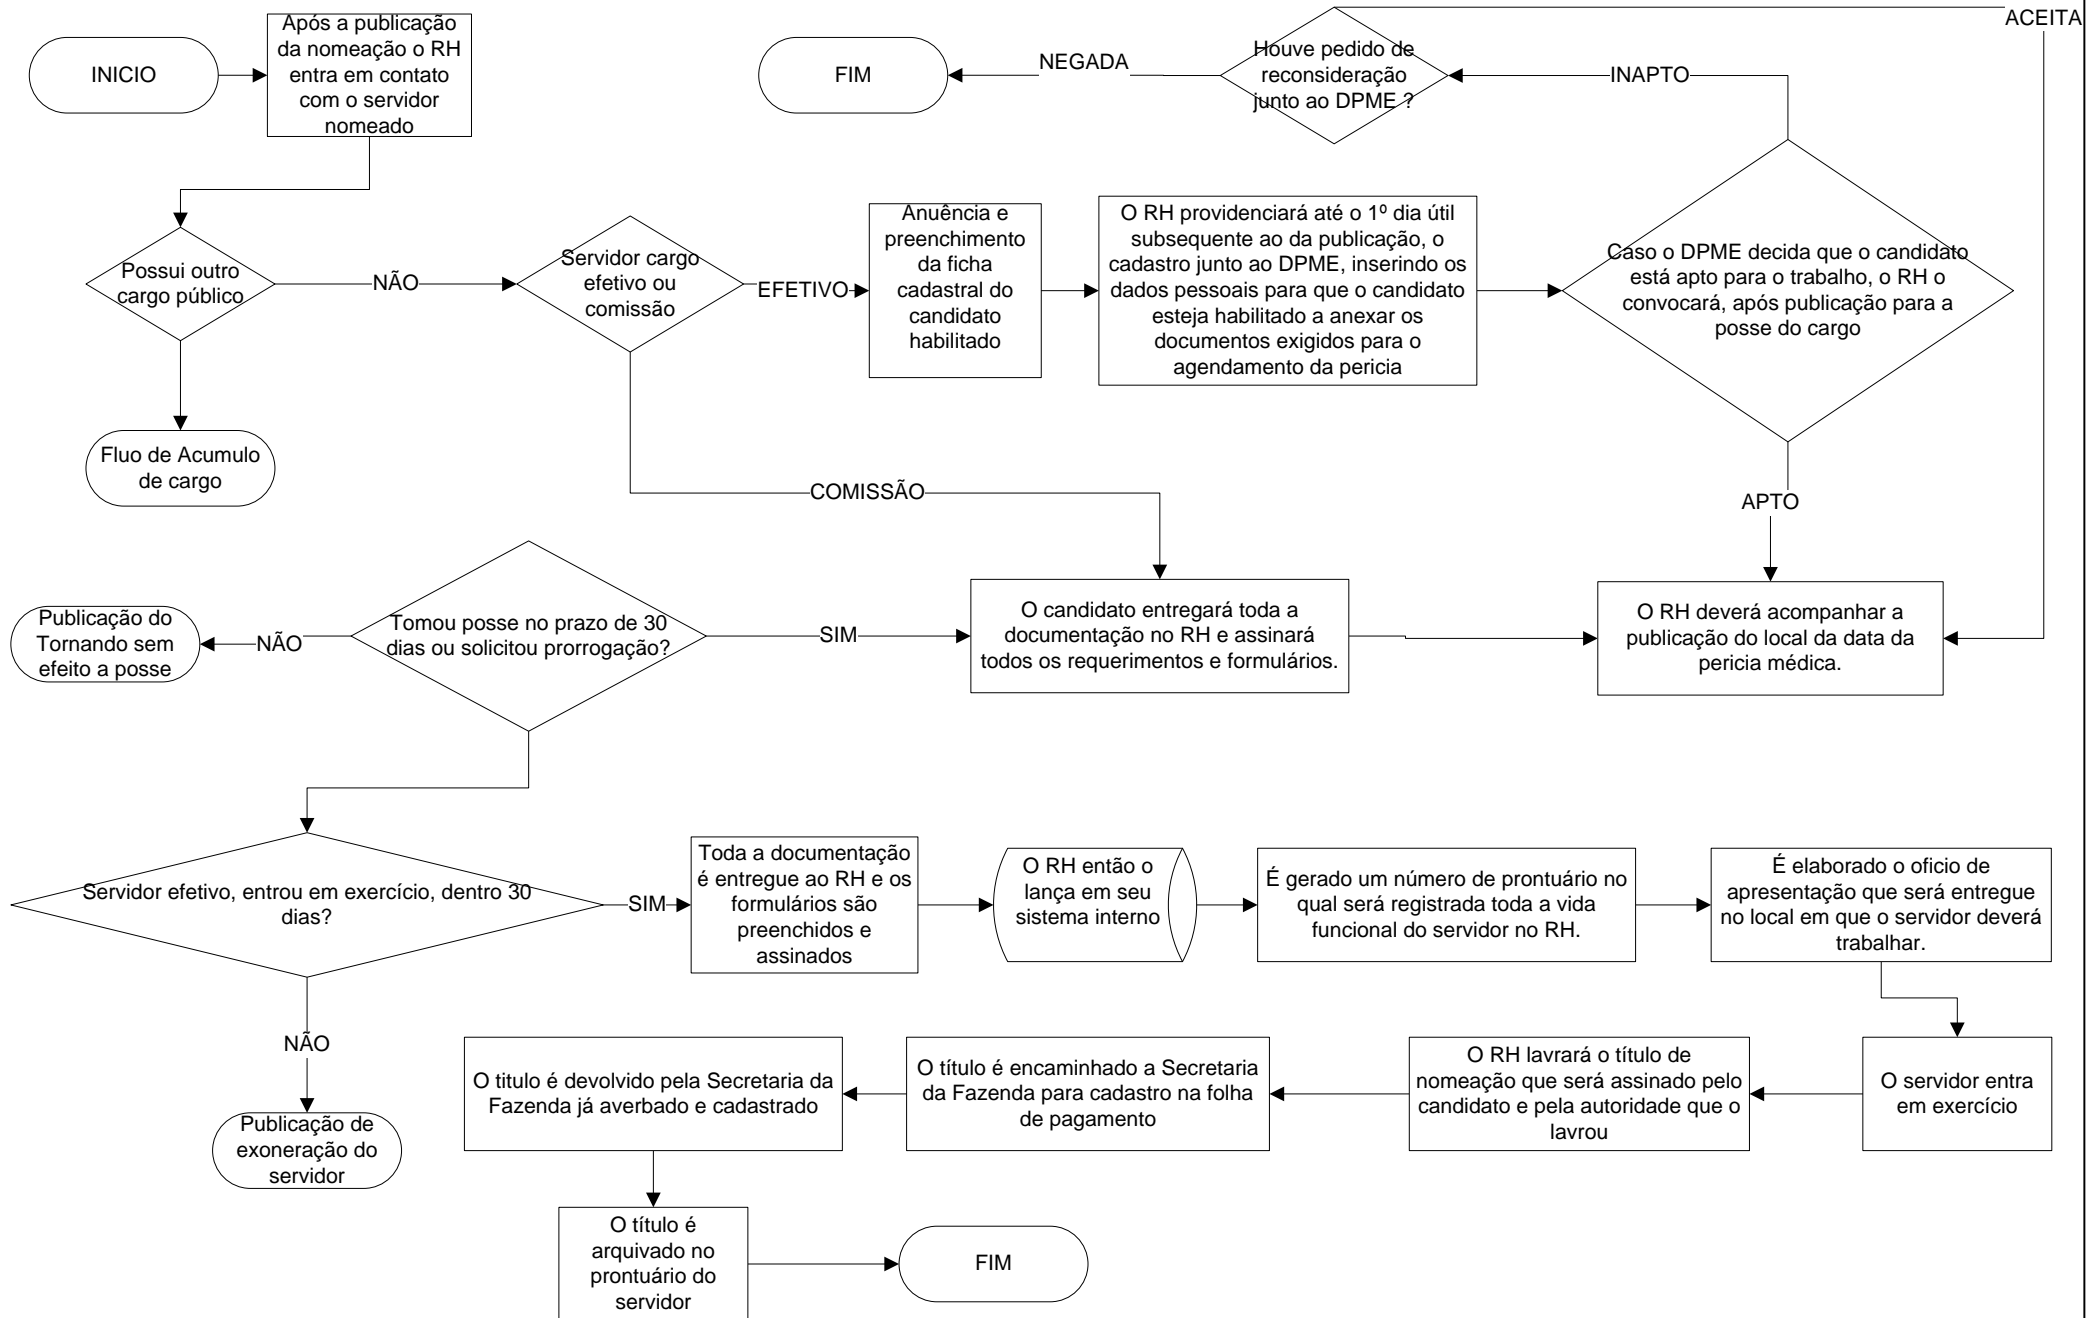 INICIO
Após a publicação
da nomeação o RH
entra em contato
com o servidor
nomeado
FIM
NEGADA
Houve pedido de
reconsideração
junto ao DPME ?
INAPTO
ACEITA
Possui outro
cargo público
NÃO
Servidor cargo
efetivo ou
comissão
EFETIVO
Anuência e
preenchimento
da ficha
cadastral do
candidato
habilitado
O RH providenciará até o 1º dia útil
subsequente ao da publicação, o
cadastro junto ao DPME, inserindo os
dados pessoais para que o candidato
esteja habilitado a anexar os
documentos exigidos para o
agendamento da pericia
Caso o DPME decida que o candidato
está apto para o trabalho, o RH o
convocará, após publicação para a
posse do cargo
Fluo de Acumulo
de cargo
COMISSÃO
APTO
Publicação do
Tornando sem
efeito a posse
NÃO
Tomou posse no prazo de 30
dias ou solicitou prorrogação?
SIM
O candidato entregará toda a
documentação no RH e assinará
todos os requerimentos e formulários.
O RH deverá acompanhar a
publicação do local da data da
pericia médica.
Servidor efetivo, entrou em exercício, dentro 30
dias?
SIM
Toda a documentação
é entregue ao RH e os
formulários são
preenchidos e
assinados
O RH então o
lança em seu
sistema interno
É gerado um número de prontuário no
qual será registrada toda a vida
funcional do servidor no RH.
É elaborado o oficio de
apresentação que será entregue
no local em que o servidor deverá
trabalhar.
NÃO
Publicação de
exoneração do
servidor
O titulo é devolvido pela Secretaria da
Fazenda já averbado e cadastrado
O título é encaminhado a Secretaria
da Fazenda para cadastro na folha
de pagamento
O RH lavrará o título de
nomeação que será assinado pelo
candidato e pela autoridade que o
lavrou
O servidor entra
em exercício
O título é
arquivado no
prontuário do
servidor
FIM